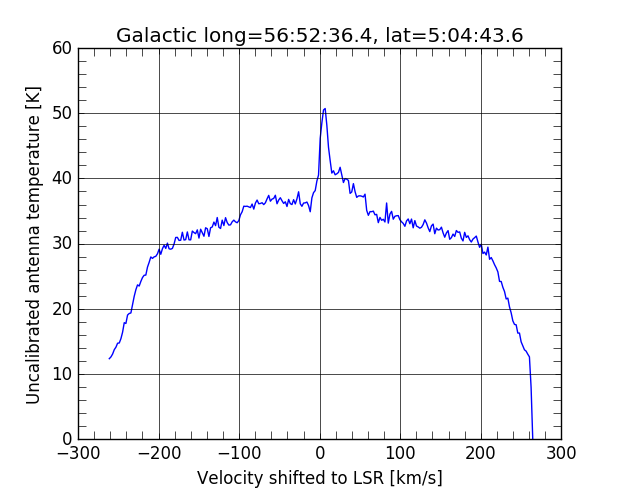 Galactic long=56:52:36.4, lat=5:04:43.6
60
50
40
30
20
10
0
Uncalibrated antenna temperature [K]
−300 −200 −100 0 100 200 300
Velocity shifted to LSR [km/s]